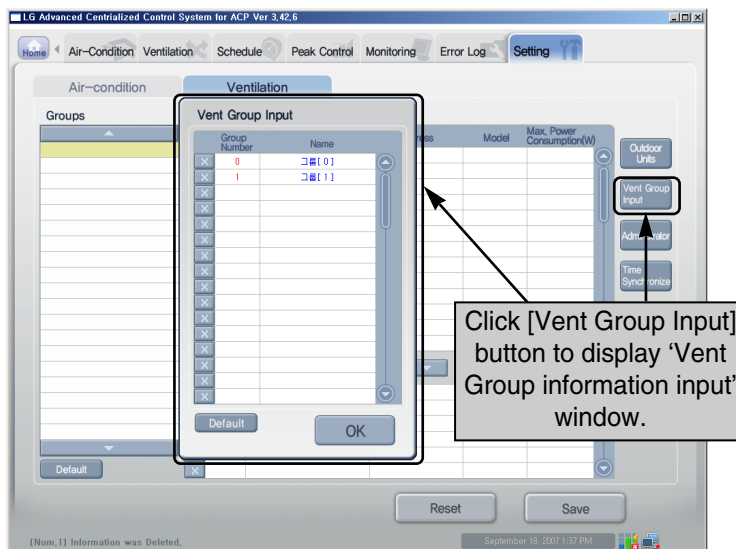 LG Advanced Centrialized Control System for ACP Ver 3,42,6
Home Air-Condition Ventilation Schedule Peak Control Monitoring Error Log Setting
Air-condition Ventilation
Groups
Vent Group Input
Group Number Name
X 0 그룹[ 0 ]
X 1 그룹[ 1 ]
X
X
X
X
X
X
X
X
X
X
X
X
X
X
Default OK
Model
Max, Power
Consumption(W)
Outdoor
Units
Vent Group
Input
Time
Synchronize
Click [Vent Group Input]
button to display ‘Vent
Group information input’
window.
Default X
Reset Save
[Num,1] Information was Deleted,
September 18, 2007 1:37 PM